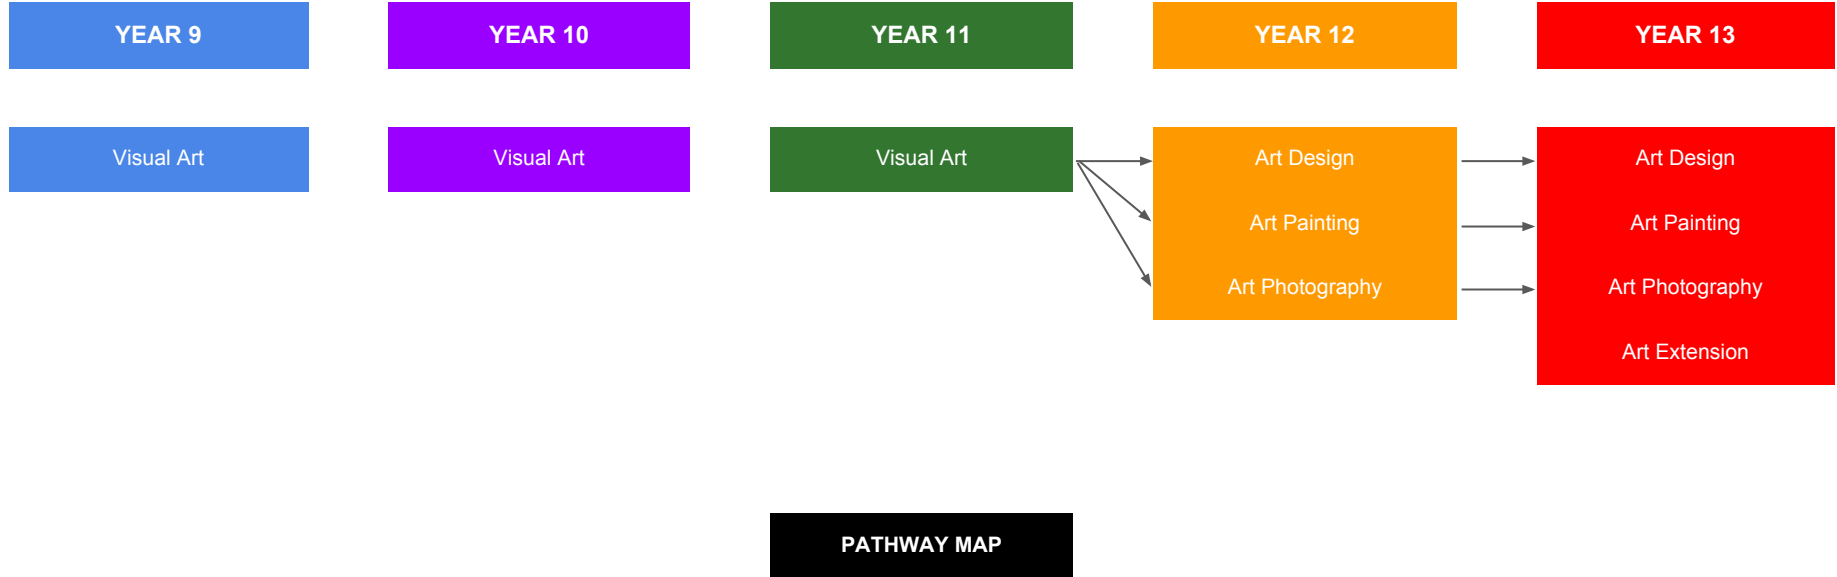 YEAR 9
YEAR 10
YEAR 11
YEAR 12
YEAR 13
Visual Art
Visual Art
Visual Art
Art Design
Art Design
Art Painting
Art Painting
Art Photography
Art Photography
Art Extension
PATHWAY MAP